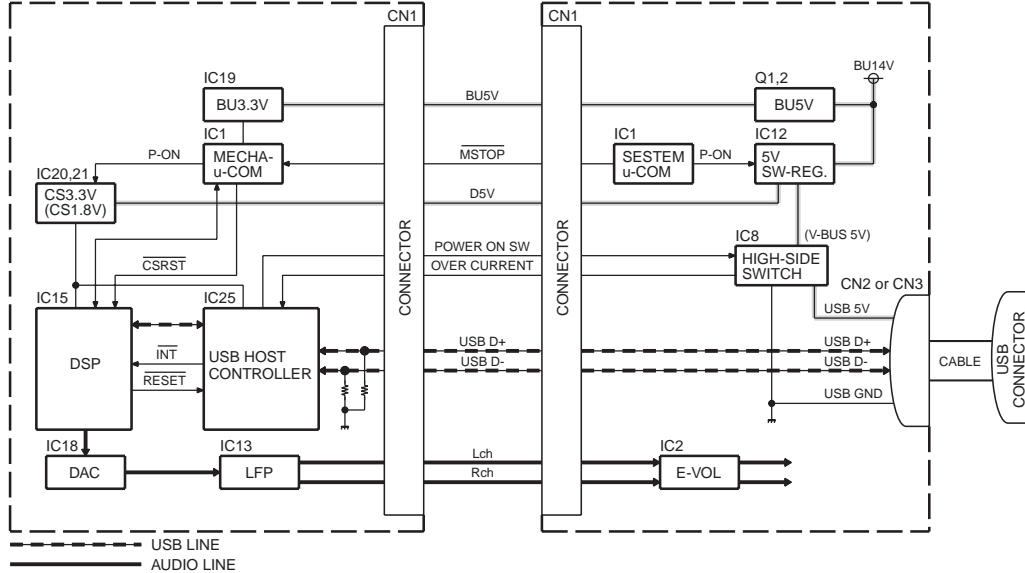 CN1
CN1
BU14V
IC19
BU3.3V
BU5V
Q1,2
BU5V
IC1
MECHA-
u-COM
P-ON
MSTOP
IC1
SESTEM
u-COM
P-ON
IC12
5V
SW-REG.
IC20,21
CS3.3V
(CS1.8V)
D5V
(V-BUS 5V)
CONNECTOR
CONNECTOR
POWER ON SW
OVER CURRENT
IC8
HIGH-SIDE
SWITCH
CSRST
CN2 or CN3
USB 5V
IC15
DSP
IC25
USB HOST
CONTROLLER
INT
RESET
USB D+
USB D-
USB D+
USB D-
USB GND
CABLE
USB
CONNECTOR
IC18
DAC
IC13
LFP
Lch
Rch
IC2
E-VOL
USB LINE
AUDIO LINE